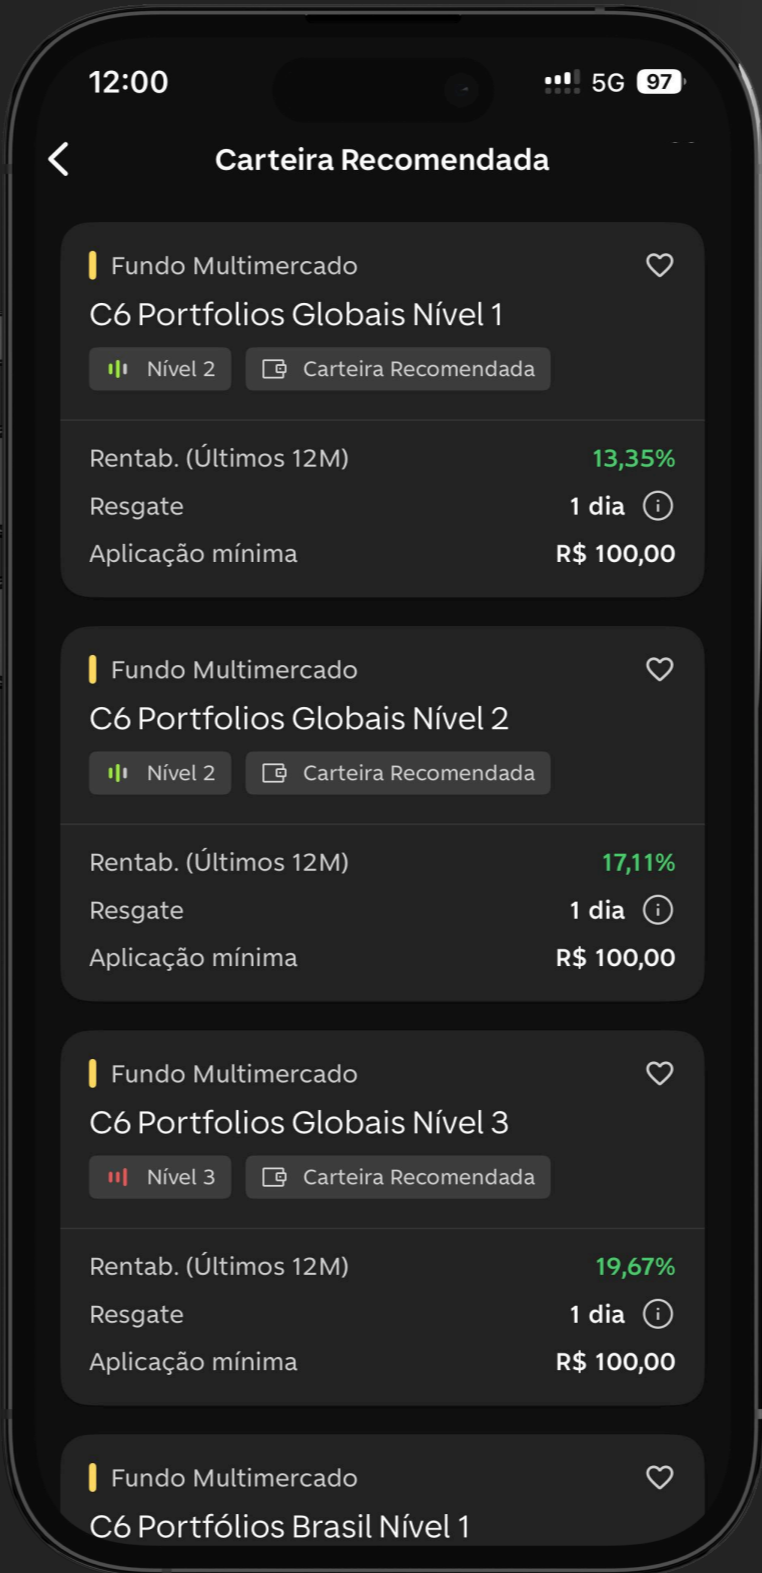 12:00 5G 97
Carteira Recomendada
Fundo Multimercado
C6 Portfolios Globais Nível 1
Nível 2 Carteira Recomendada
Rentab. (Últimos 12M) 13,35%
Resgate 1 dia
Aplicação mínima R$ 100,00
Fundo Multimercado
C6 Portfolios Globais Nível 2
Nível 2 Carteira Recomendada
Rentab. (Últimos 12M) 17,11%
Resgate 1 dia
Aplicação mínima R$ 100,00
Fundo Multimercado
C6 Portfolios Globais Nível 3
Nível 3 Carteira Recomendada
Rentab. (Últimos 12M) 19,67%
Resgate 1 dia
Aplicação mínima R$ 100,00
Fundo Multimercado
C6 Portfólios Brasil Nível 1